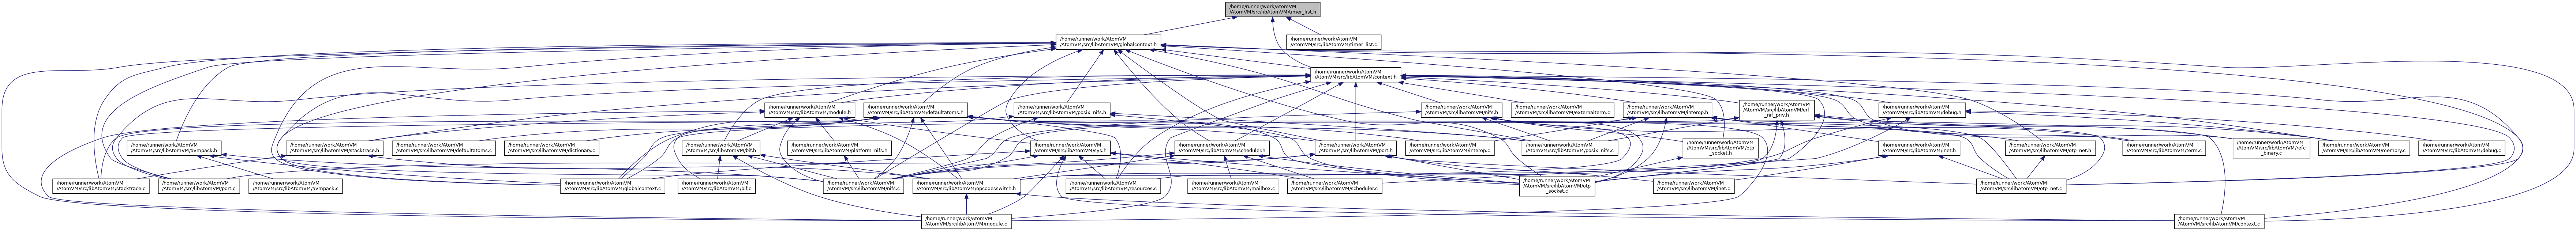 /home/runner/work/AtomVM
/AtomVM/src/libAtomVM/timer_list.h
/home/runner/work/AtomVM
/AtomVM/src/libAtomVM/globalcontext.h
/home/runner/work/AtomVM
/AtomVM/src/libAtomVM/timer_list.c
/home/runner/work/AtomVM
/AtomVM/src/libAtomVM/context.h
/home/runner/work/AtomVM
/AtomVM/src/libAtomVM/module.h
/home/runner/work/AtomVM
/AtomVM/src/libAtomVM/defaultatoms.h
/home/runner/work/AtomVM
/AtomVM/src/libAtomVM/posix_nifs.h
/home/runner/work/AtomVM
/AtomVM/src/libAtomVM/nifs.h
/home/runner/work/AtomVM
/AtomVM/src/libAtomVM/externalterm.c
/home/runner/work/AtomVM
/AtomVM/src/libAtomVM/interop.h
/home/runner/work/AtomVM
/AtomVM/src/libAtomVM/erl
_nif_priv.h
/home/runner/work/AtomVM
/AtomVM/src/libAtomVM/debug.h
/home/runner/work/AtomVM
/AtomVM/src/libAtomVM/avmpack.h
/home/runner/work/AtomVM
/AtomVM/src/libAtomVM/stacktrace.h
/home/runner/work/AtomVM
/AtomVM/src/libAtomVM/defaultatoms.c
/home/runner/work/AtomVM
/AtomVM/src/libAtomVM/dictionary.c
/home/runner/work/AtomVM
/AtomVM/src/libAtomVM/bif.h
/home/runner/work/AtomVM
/AtomVM/src/libAtomVM/platform_nifs.h
/home/runner/work/AtomVM
/AtomVM/src/libAtomVM/sys.h
/home/runner/work/AtomVM
/AtomVM/src/libAtomVM/scheduler.h
/home/runner/work/AtomVM
/AtomVM/src/libAtomVM/port.h
/home/runner/work/AtomVM
/AtomVM/src/libAtomVM/interop.c
/home/runner/work/AtomVM
/AtomVM/src/libAtomVM/posix_nifs.c
/home/runner/work/AtomVM
/AtomVM/src/libAtomVM/otp
_socket.h
/home/runner/work/AtomVM
/AtomVM/src/libAtomVM/inet.h
/home/runner/work/AtomVM
/AtomVM/src/libAtomVM/otp_net.h
/home/runner/work/AtomVM
/AtomVM/src/libAtomVM/term.c
/home/runner/work/AtomVM
/AtomVM/src/libAtomVM/refc
_binary.c
/home/runner/work/AtomVM
/AtomVM/src/libAtomVM/memory.c
/home/runner/work/AtomVM
/AtomVM/src/libAtomVM/debug.c
/home/runner/work/AtomVM
/AtomVM/src/libAtomVM/stacktrace.c
/home/runner/work/AtomVM
/AtomVM/src/libAtomVM/port.c
/home/runner/work/AtomVM
/AtomVM/src/libAtomVM/avmpack.c
/home/runner/work/AtomVM
/AtomVM/src/libAtomVM/globalcontext.c
/home/runner/work/AtomVM
/AtomVM/src/libAtomVM/bif.c
/home/runner/work/AtomVM
/AtomVM/src/libAtomVM/nifs.c
/home/runner/work/AtomVM
/AtomVM/src/libAtomVM/opcodesswitch.h
/home/runner/work/AtomVM
/AtomVM/src/libAtomVM/resources.c
/home/runner/work/AtomVM
/AtomVM/src/libAtomVM/mailbox.c
/home/runner/work/AtomVM
/AtomVM/src/libAtomVM/scheduler.c
/home/runner/work/AtomVM
/AtomVM/src/libAtomVM/otp
_socket.c
/home/runner/work/AtomVM
/AtomVM/src/libAtomVM/inet.c
/home/runner/work/AtomVM
/AtomVM/src/libAtomVM/otp_net.c
/home/runner/work/AtomVM
/AtomVM/src/libAtomVM/module.c
/home/runner/work/AtomVM
/AtomVM/src/libAtomVM/context.c